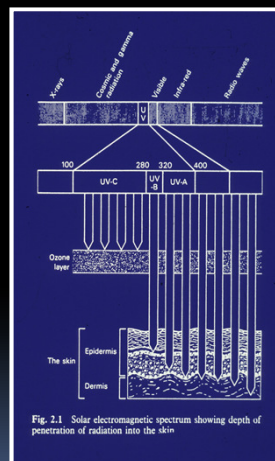 X-rays
Cosmic and gamma
radiation
UV
Visible
Infra-red
Radio waves
100
280
320
400
UV-C
UV
-B
UV-A
Ozone
layer
The skin
Epidermis
Dermis
Fig. 2.1 Solar electromagnetic spectrum showing depth of
penetration of radiation into the skin